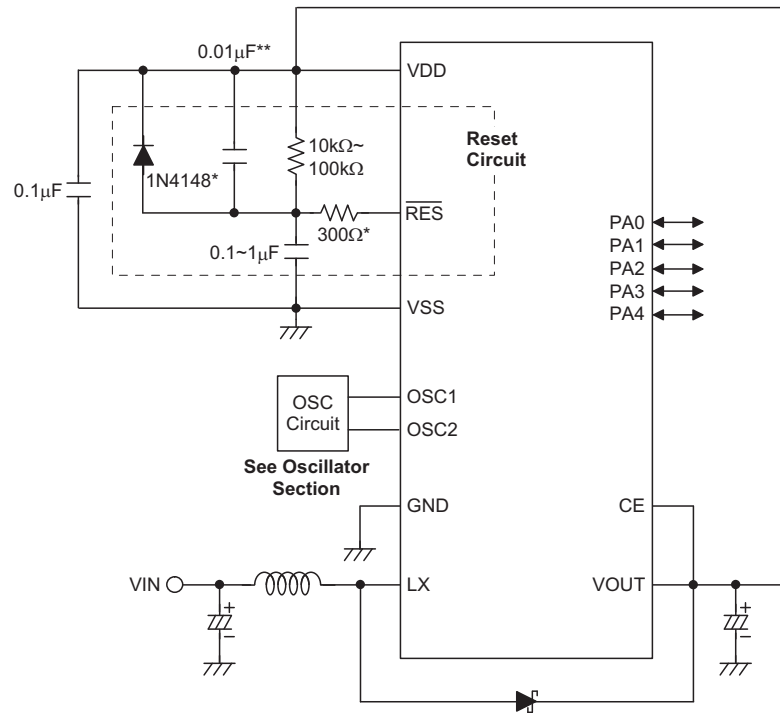 0.01μF**
VDD
Reset
Circuit
10kΩ~
100kΩ
1N4148*
0.1μF
RES
300Ω*
0.1~1μF
VSS
PA0
PA1
PA2
PA3
PA4
OSC
Circuit
OSC1
OSC2
See Oscillator
Section
GND
CE
VIN
LX
VOUT
+
−
+
−